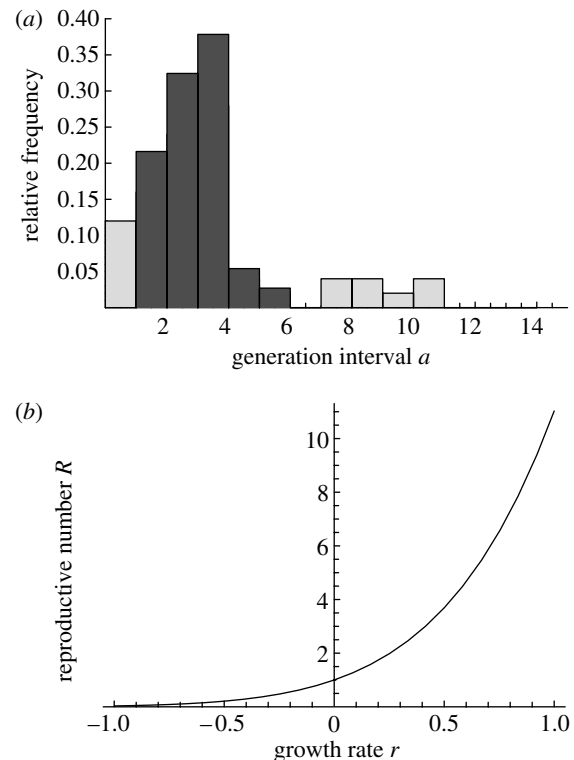 (a)
0.40
0.35
0.30
0.25
0.20
0.15
0.10
0.05
relative frequency
2 4 6 8 10 12 14
generation interval a
(b)
10
8
6
4
2
reproductive number R
−1.0 −0.5 0 0.5 1.0
growth rate r